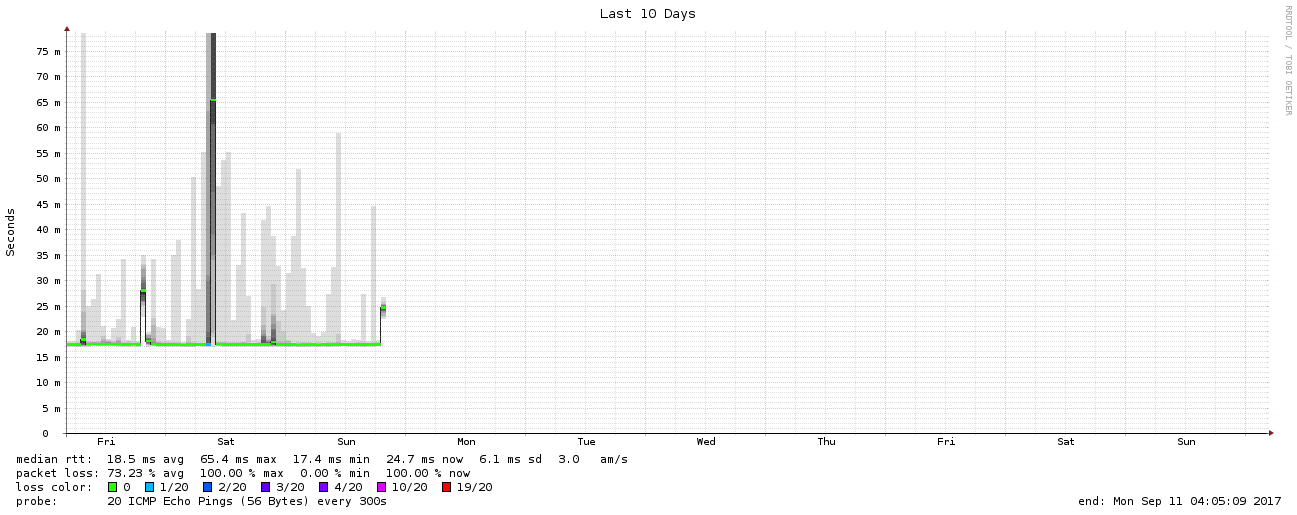 Last 10 Days
RRDTOOL / TOBI OETIKER
Seconds
75 m
70 m
65 m
60 m
55 m
50 m
45 m
40 m
35 m
30 m
25 m
20 m
15 m
10 m
5 m
0
Fri Sat Sun Mon Tue Wed Thu Fri Sat Sun
median rtt: 18.5 ms avg 65.4 ms max 17.4 ms min 24.7 ms now 6.1 ms sd 3.0 am/s
packet loss: 73.23 % avg 100.00 % max 0.00 % min 100.00 % now
loss color: 0 1/20 2/20 3/20 4/20 10/20 19/20
probe: 20 ICMP Echo Pings (56 Bytes) every 300s end: Mon Sep 11 04:05:09 2017